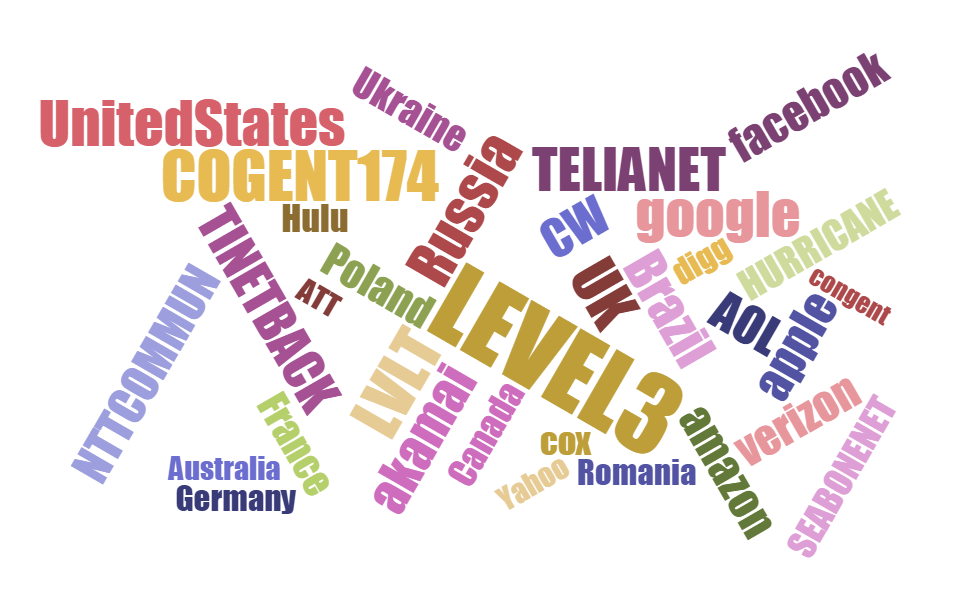 facebook
Ukraine
UnitedStates
Russia
TELIANET
COGENT174
google
HURRICANE
Hulu
CW
digg
TINETBACK
Poland
UK
Brazil
congent
ATT
LEVEL3
AOL
apple
NTTCOMMUN
LVLT
akamai
Canada
verizon
France
cox
amazon
SEABONENET
Australia
Yahoo
Romania
Germany